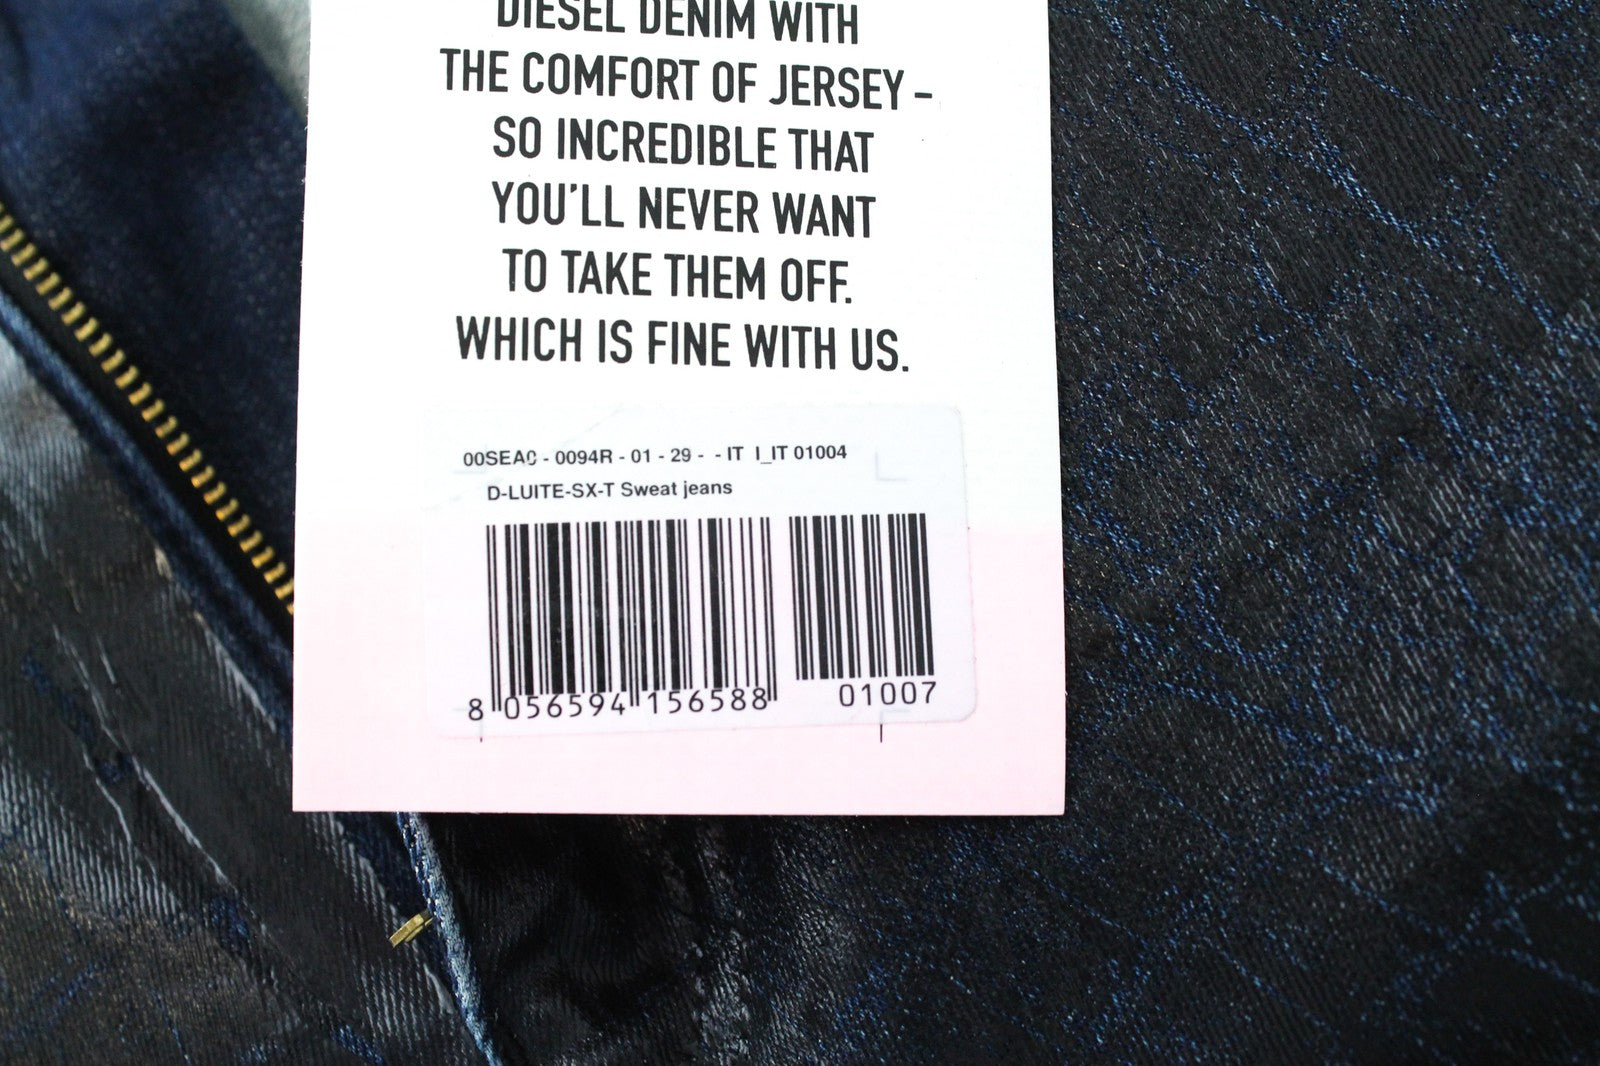 DIESEL DENIM WITH
THE COMFORT OF JERSEY –
SO INCREDIBLE THAT
YOU'LL NEVER WANT
TO TAKE THEM OFF.
WHICH IS FINE WITH US.
00SEA0 - 0094R - 01 - 29 - - IT I_IT 01004
D-LUITE-SX-T Sweat jeans
8 056594 156588 01007